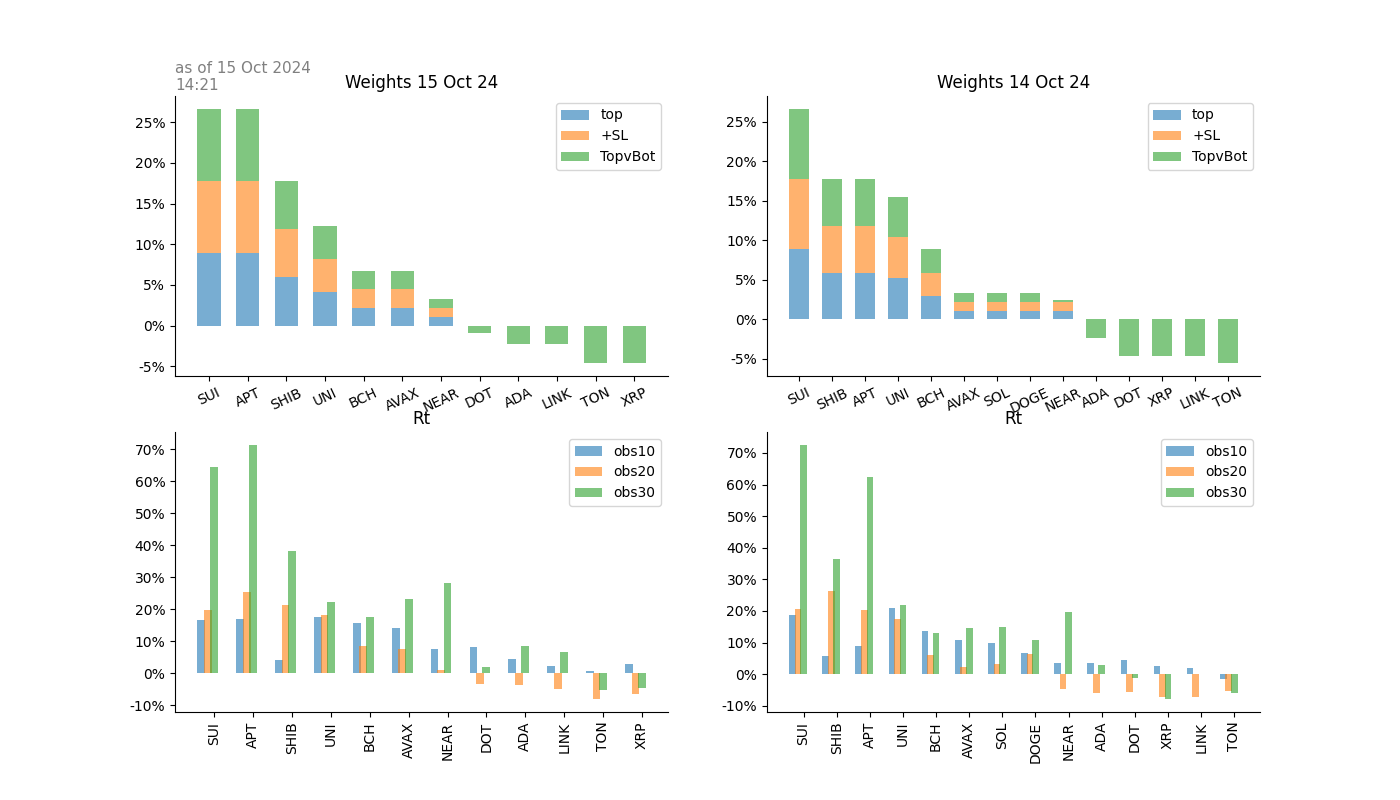 as of 15 Oct 2024
14:21
Weights 15 Oct 24
25%
20%
15%
10%
5%
0%
-5%
top
+SL
TopvBot
SUI APT SHIB UNI BCH AVAX NEAR DOT ADA LINK TON XRP
Weights 14 Oct 24
25%
20%
15%
10%
5%
0%
-5%
top
+SL
TopvBot
SUI SHIB APT UNI BCH AVAX SOL DOGE NEAR ADA DOT XRP LINK TON
Rt
70%
60%
50%
40%
30%
20%
10%
0%
-10%
obs10
obs20
obs30
SUI APT SHIB UNI BCH AVAX NEAR DOT ADA LINK TON XRP
Rt
70%
60%
50%
40%
30%
20%
10%
0%
-10%
obs10
obs20
obs30
SUI SHIB APT UNI BCH AVAX SOL DOGE NEAR ADA DOT XRP LINK TON